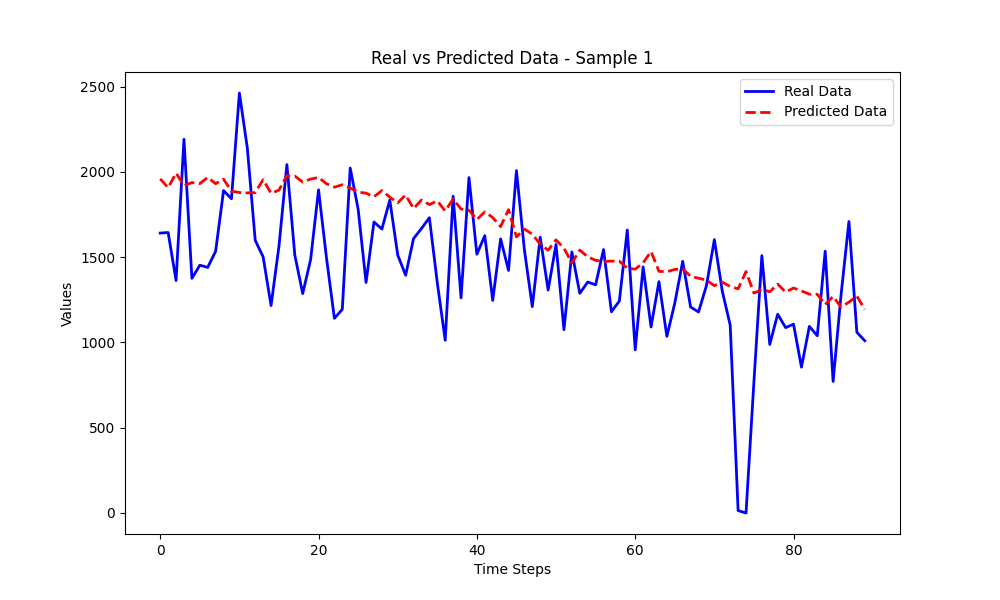 Real vs Predicted Data - Sample 1
Real Data
Predicted Data
Values
2500
2000
1500
1000
500
0
0 20 40 60 80
Time Steps